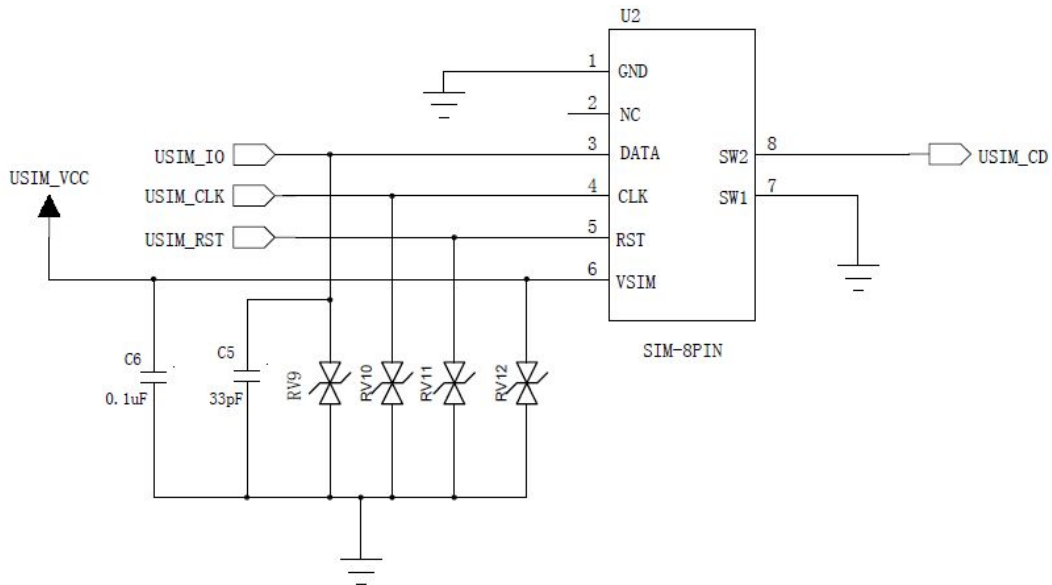 U2
1
GND
2
NC
USIM_IO
3
DATA
SW2
8
USIM_CD
USIM_VCC
USIM_CLK
4
CLK
SW1
7
USIM_RST
5
RST
6
VSIM
SIM-8PIN
C6
0.1uF
C5
33pF
RV9
RV10
RV11
RV12